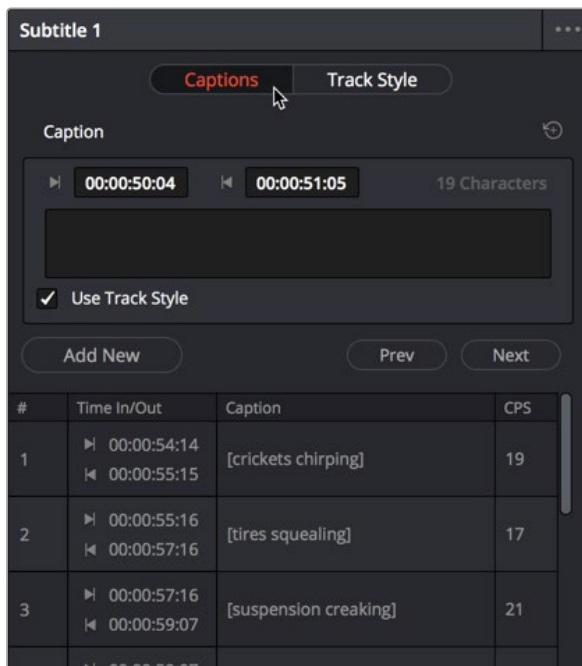 Subtitle 1
Captions Track Style
Caption
00:00:50:04 00:00:51:05 19 Characters
Use Track Style
Add New Prev Next
# Time In/Out Caption CPS
1 00:00:54:14 [crickets chirping] 19
00:00:55:15
2 00:00:55:16 [tires squealing] 17
00:00:57:16
3 00:00:57:16 [suspension creaking] 21
00:00:59:07